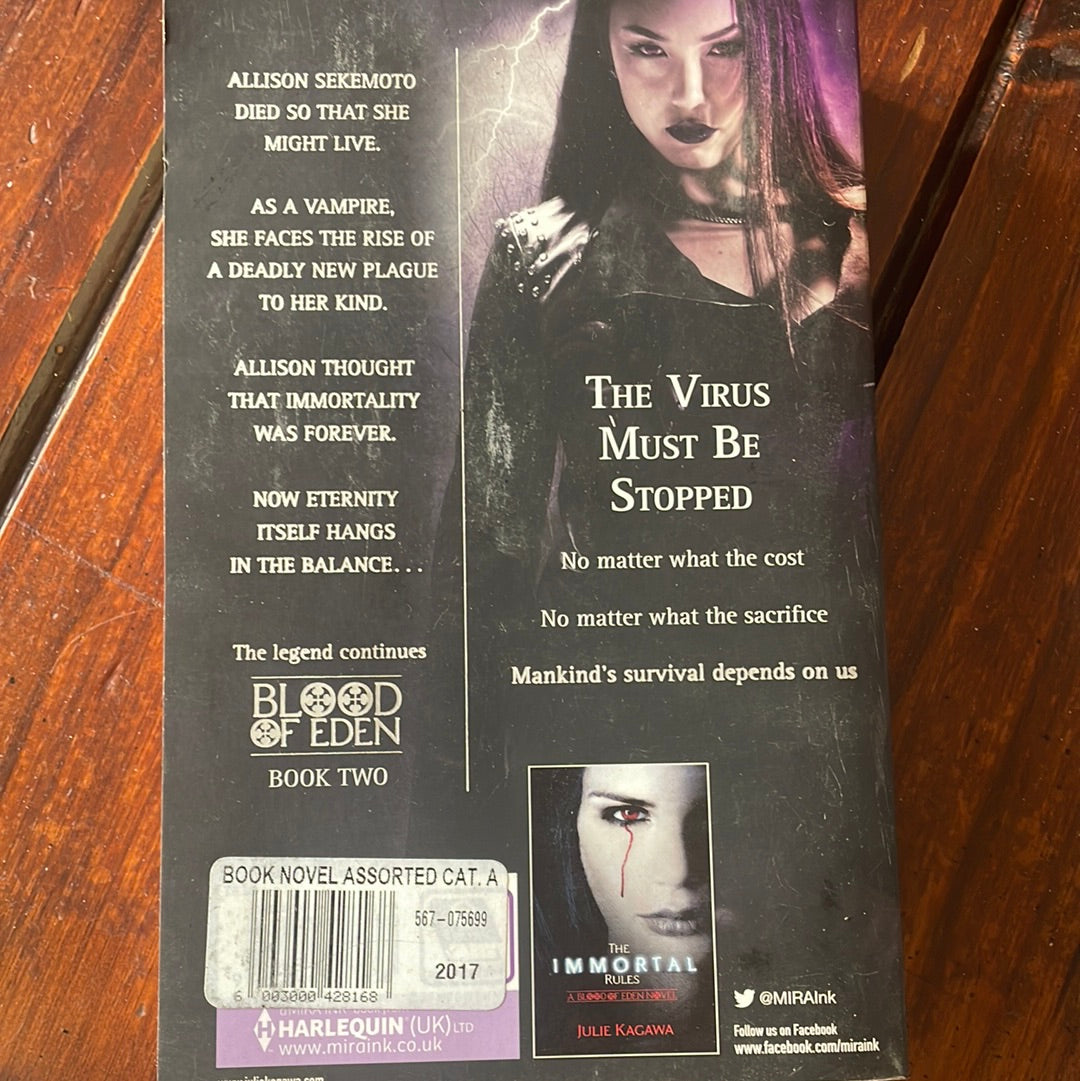 ALLISON SEKEMOTO
DIED SO THAT SHE
MIGHT LIVE.
AS A VAMPIRE,
SHE FACES THE RISE OF
A DEADLY NEW PLAGUE
TO HER KIND.
ALLISON THOUGHT
THAT IMMORTALITY
WAS FOREVER.
NOW ETERNITY
ITSELF HANGS
IN THE BALANCE...
The legend continues
BLOOD
OF EDEN
BOOK TWO
THE VIRUS
MUST BE
STOPPED
No matter what the cost
No matter what the sacrifice
Mankind's survival depends on us
BOOK NOVEL ASSORTED CAT. A
567-075699
2017
6 003000 428168
HARLEQUIN (UK) LTD
www.miraink.co.uk
THE
IMMORTAL
RULES
A BLOOD OF EDEN NOVEL
JULIE KAGAWA
@MIRAInk
Follow us on Facebook
www.facebook.com/miraink